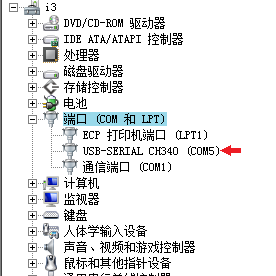 i3
DVD/CD-ROM 驱动器
IDE ATA/ATAPI 控制器
处理器
磁盘驱动器
存储控制器
电池
端口 (COM 和 LPT)
ECP 打印机端口 (LPT1)
USB-SERIAL CH340 (COM5)
通信端口 (COM1)
计算机
监视器
键盘
人体学输入设备
声音、视频和游戏控制器
鼠标和其他指针设备